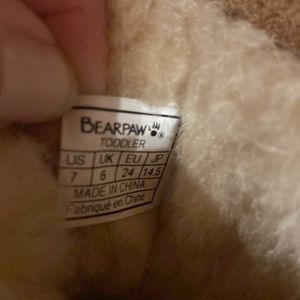 BEARPAW®
TODDLER
US UK EU JP
7 6 24 14.5
MADE IN CHINA
Fabriqué en Chine